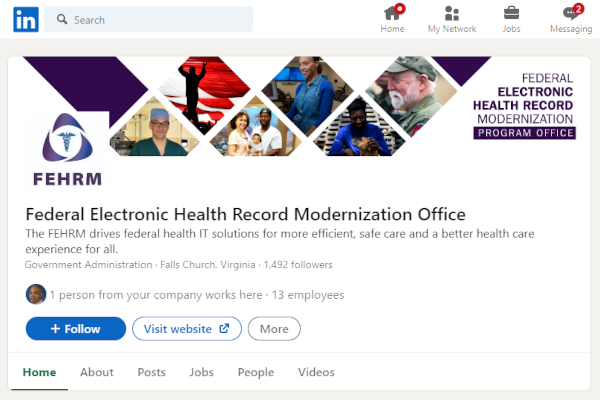 in
Search
Home
My Network
Jobs
2
Messaging
FEDERAL
ELECTRONIC
HEALTH RECORD
MODERNIZATION
PROGRAM OFFICE
FEHRM
Federal Electronic Health Record Modernization Office
The FEHRM drives federal health IT solutions for more efficient, safe care and a better health care
experience for all.
Government Administration · Falls Church, Virginia · 1,492 followers
1 person from your company works here · 13 employees
+ Follow
Visit website
More
Home
About
Posts
Jobs
People
Videos